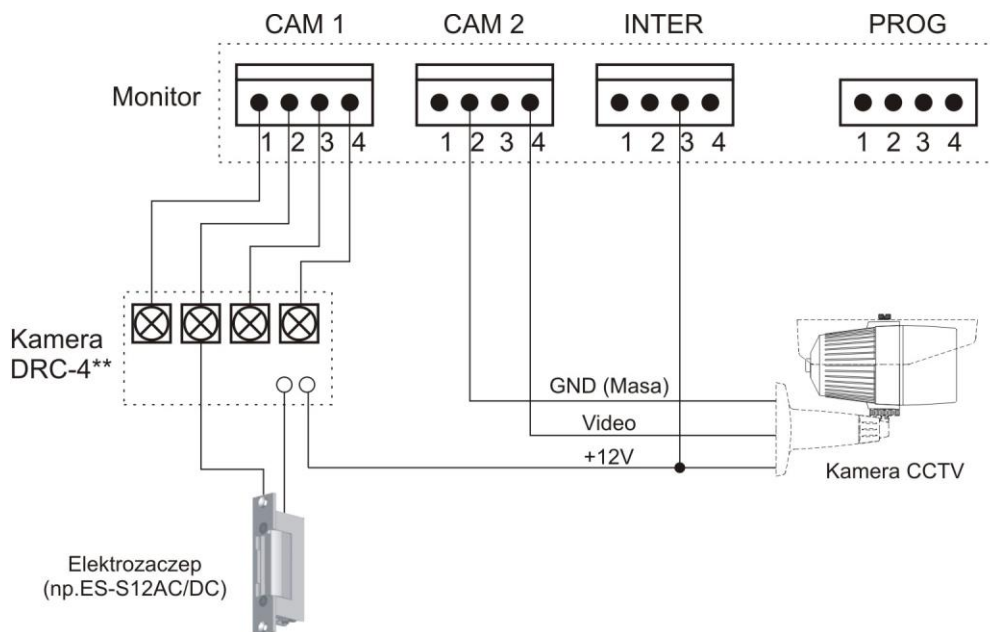 CAM 1 CAM 2 INTER PROG
Monitor
1 2 3 4 1 2 3 4 1 2 3 4 1 2 3 4
Kamera
DRC-4**
GND (Masa)
Video
+12V
Kamera CCTV
Elektrozaczep
(np.ES-S12AC/DC)